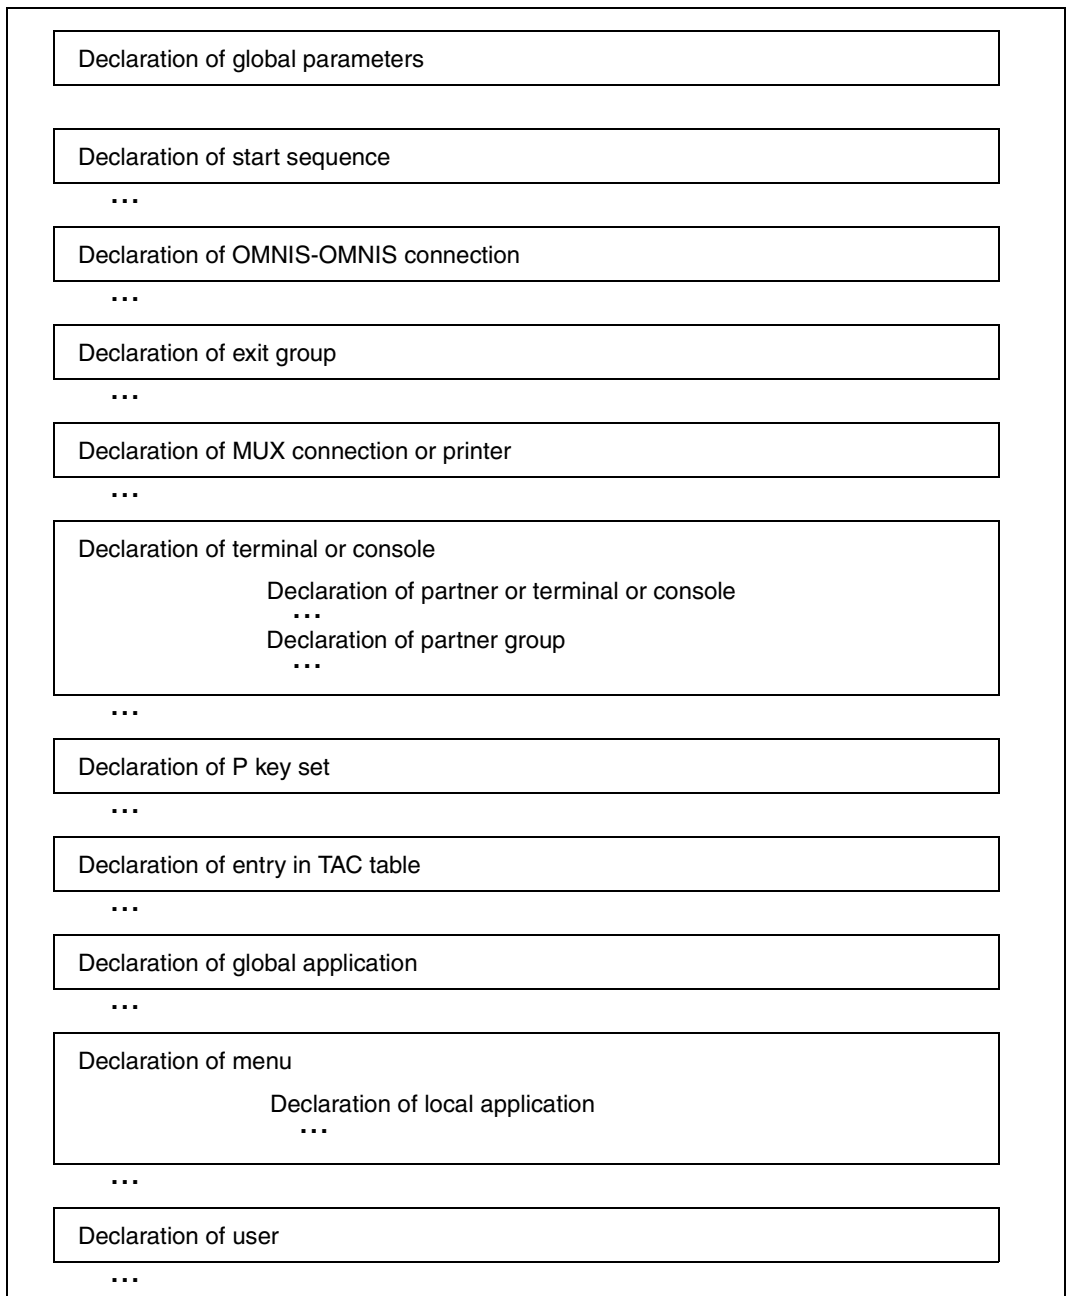 Declaration of global parameters
Declaration of start sequence
...
Declaration of OMNIS-OMNIS connection
...
Declaration of exit group
...
Declaration of MUX connection or printer
...
Declaration of terminal or console
Declaration of partner or terminal or console
...
Declaration of partner group
...
...
Declaration of P key set
...
Declaration of entry in TAC table
...
Declaration of global application
...
Declaration of menu
Declaration of local application
...
...
Declaration of user
...